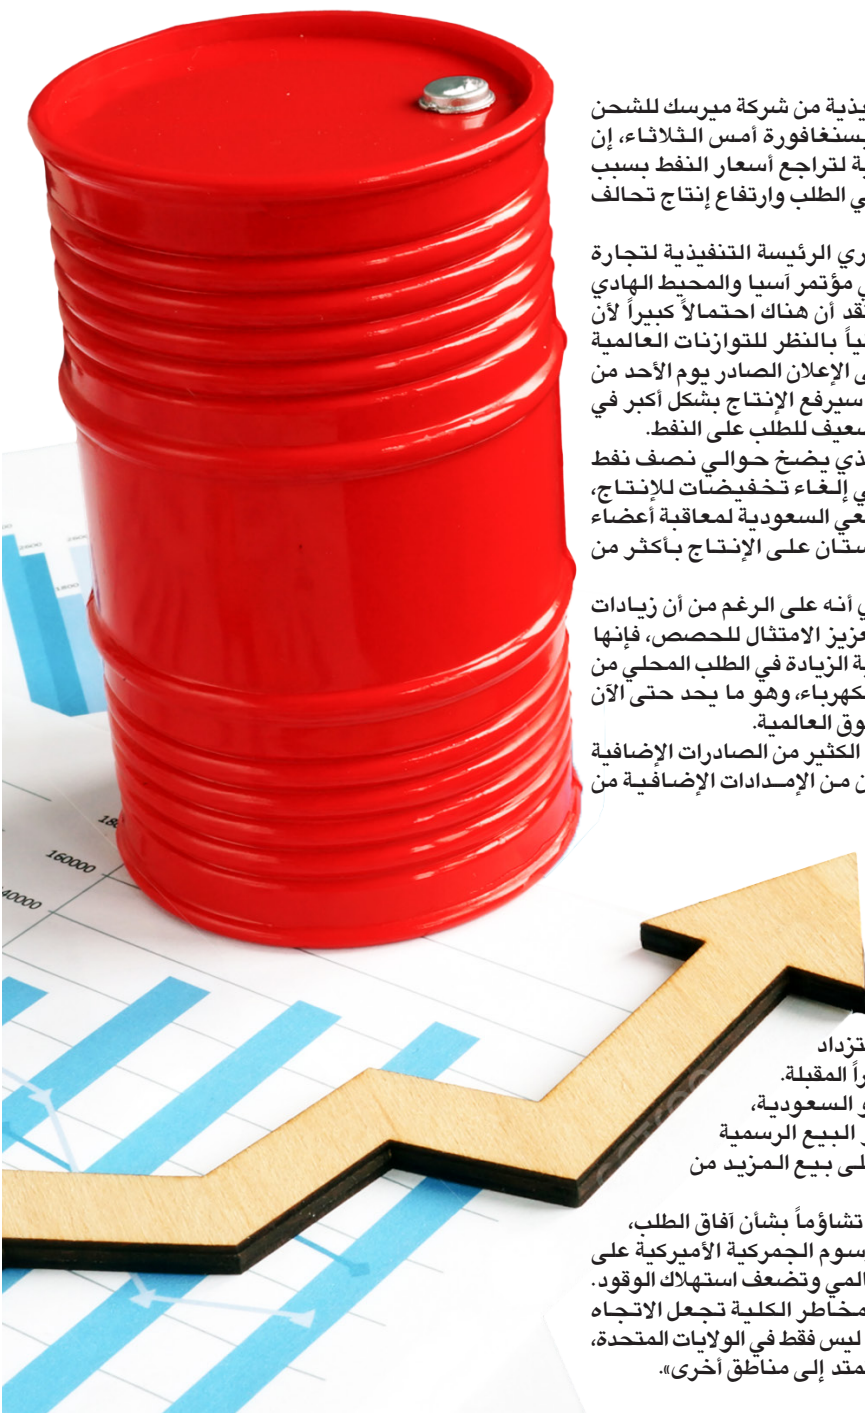 يذية من شركة ميرسك للشحن
بسنغافورة أمس الثلاثاء، إن
ية لتراجع أسعار النفط بسبب
ي الطلب وارتفاع إنتاج تحالف
ري الرئيسة التنفيذية لتجارة
ي مؤتمر آسيا والمحيط الهادي
قد أن هناك احتمالاً كبيراً لأن
ياً بالنظر للتوازنات العالمية
ى الإعلان الصادر يوم الأحد من
سيرفع الإنتاج بشكل أكبر في
ضعيف للطلب على النفط.
ذي يضخ حوالي نصف نفط
ي إلغاء تخفيضات للإنتاج،
عي السعودية لمعاقبة أعضاء
ستان على الإنتاج بأكثر من
ي أنه على الرغم من أن زيادات
عزيز الامتثال للحصص، فإنها
ية الزيادة في الطلب المحلي من
كهرباء، وهو ما يحد حتى الآن
وق العالمية.
الكثير من الصادرات الإضافية
ن من الإمدادات الإضافية من
160000
40000
تزداد
راً المقبلة.
و السعودية،
ر البيع الرسمية
لى بيع المزيد من
تشاؤماً بشأن آفاق الطلب،
سوم الجمركية الأميركية على
المي وتضعف استهلاك الوقود.
مخاطر الكلية تجعل الاتجاه
ليس فقط في الولايات المتحدة،
متد إلى مناطق أخرى».